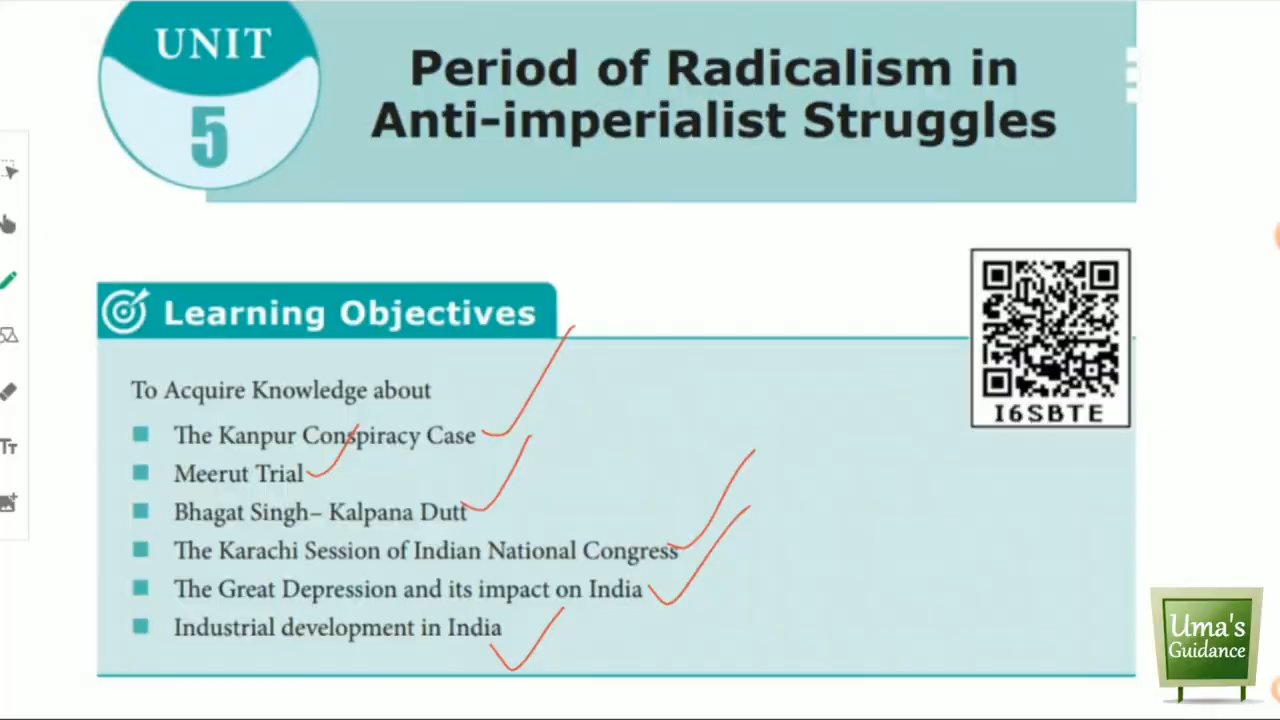 UNIT
5
Period of Radicalism in
Anti-imperialist Struggles
Learning Objectives
I6SBTE
To Acquire Knowledge about
The Kanpur Conspiracy Case
Meerut Trial
Bhagat Singh– Kalpana Dutt
The Karachi Session of Indian National Congress
The Great Depression and its impact on India
Industrial development in India
Tт
Uma's
Guidance